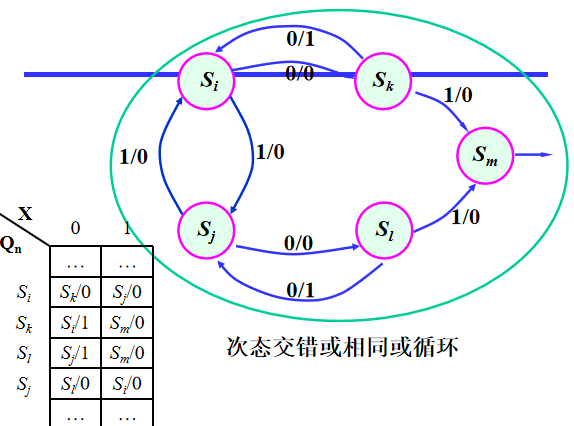 0/1
S_i
0/0
S_k
1/0
S_m
1/0
1/0
S_j
0/0
S_l
1/0
0/1
X
Q_n
0 1
… …
S_i S_k/0 S_j/0
S_k S_i/1 S_m/0
S_l S_j/1 S_m/0
S_j S_l/0 S_i/0
… …
次态交错或相同或循环